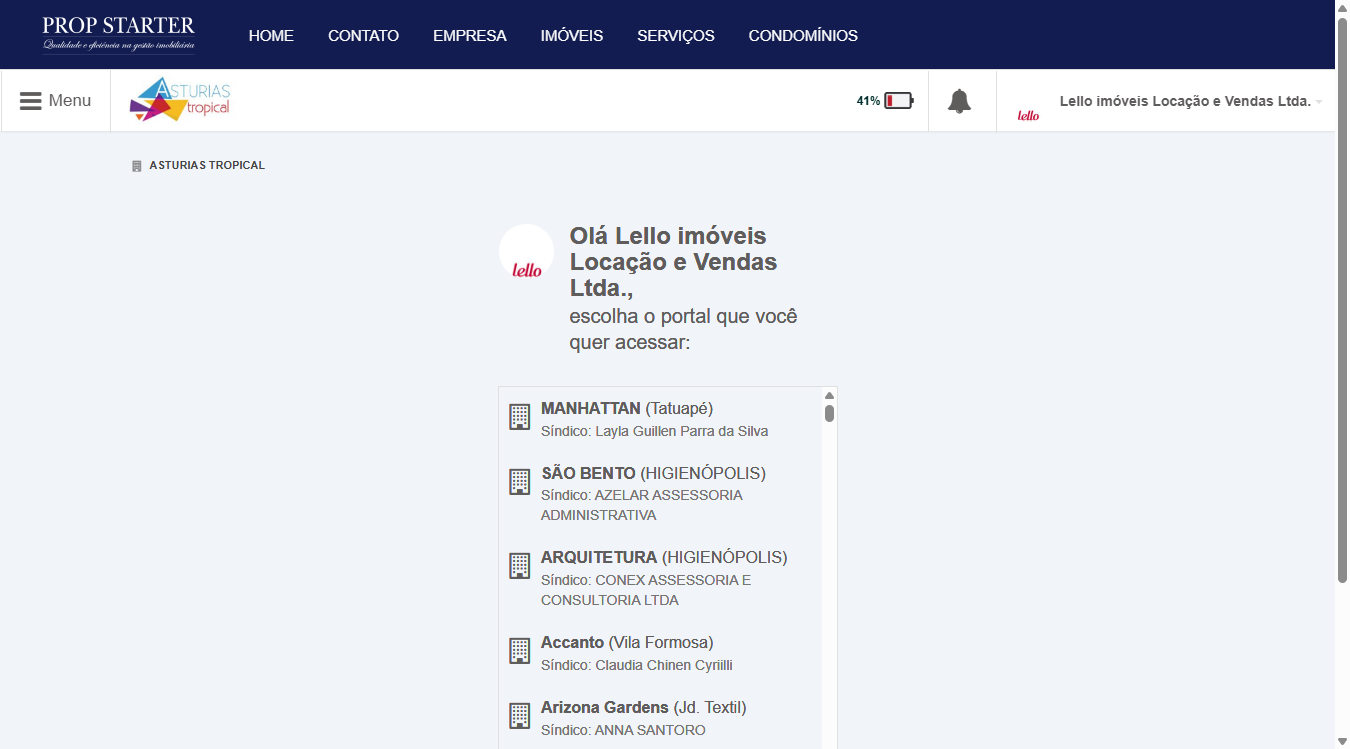 PROP STARTER
Qualidade e eficiência na gestão imobiliária
HOME CONTATO EMPRESA IMÓVEIS SERVIÇOS CONDOMÍNIOS
Menu
ASTURIAS
tropical
41%
lello
Lello imóveis Locação e Vendas Ltda.
ASTURIAS TROPICAL
lello
Olá Lello imóveis
Locação e Vendas
Ltda.,
escolha o portal que você
quer acessar:
MANHATTAN (Tatuapé)
Síndico: Layla Guillen Parra da Silva
SÃO BENTO (HIGIENÓPOLIS)
Síndico: AZELAR ASSESSORIA
ADMINISTRATIVA
ARQUITETURA (HIGIENÓPOLIS)
Síndico: CONEX ASSESSORIA E
CONSULTORIA LTDA
Accanto (Vila Formosa)
Síndico: Claudia Chinen Cyriilli
Arizona Gardens (Jd. Textil)
Síndico: ANNA SANTORO